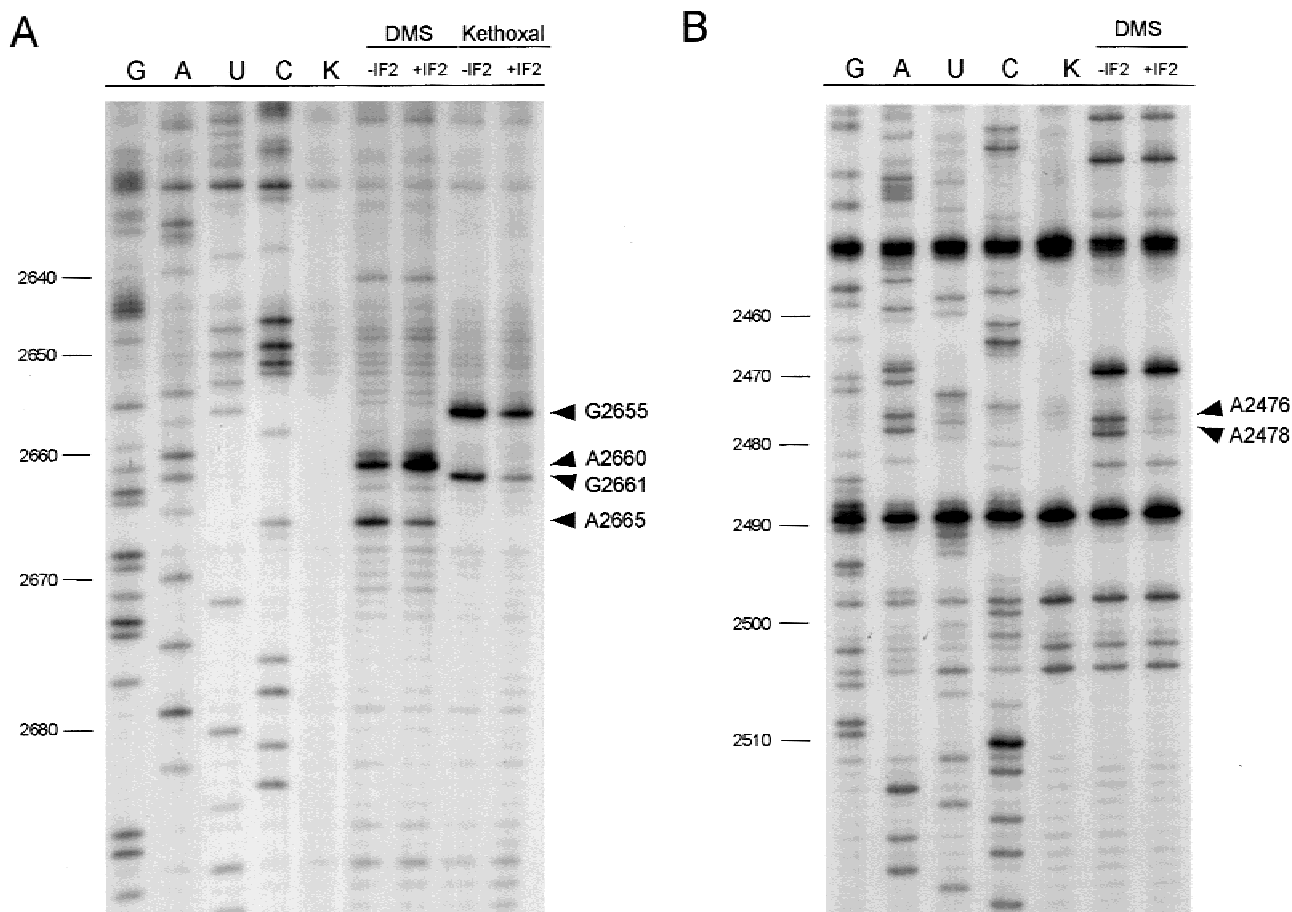 A
DMS Kethoxal
G A U C K -IF2 +IF2 -IF2 +IF2
2640
2650
2660
2670
2680
G2655
A2660
G2661
A2665
B
DMS
G A U C K -IF2 +IF2
2460
2470
2480
2490
2500
2510
A2476
A2478